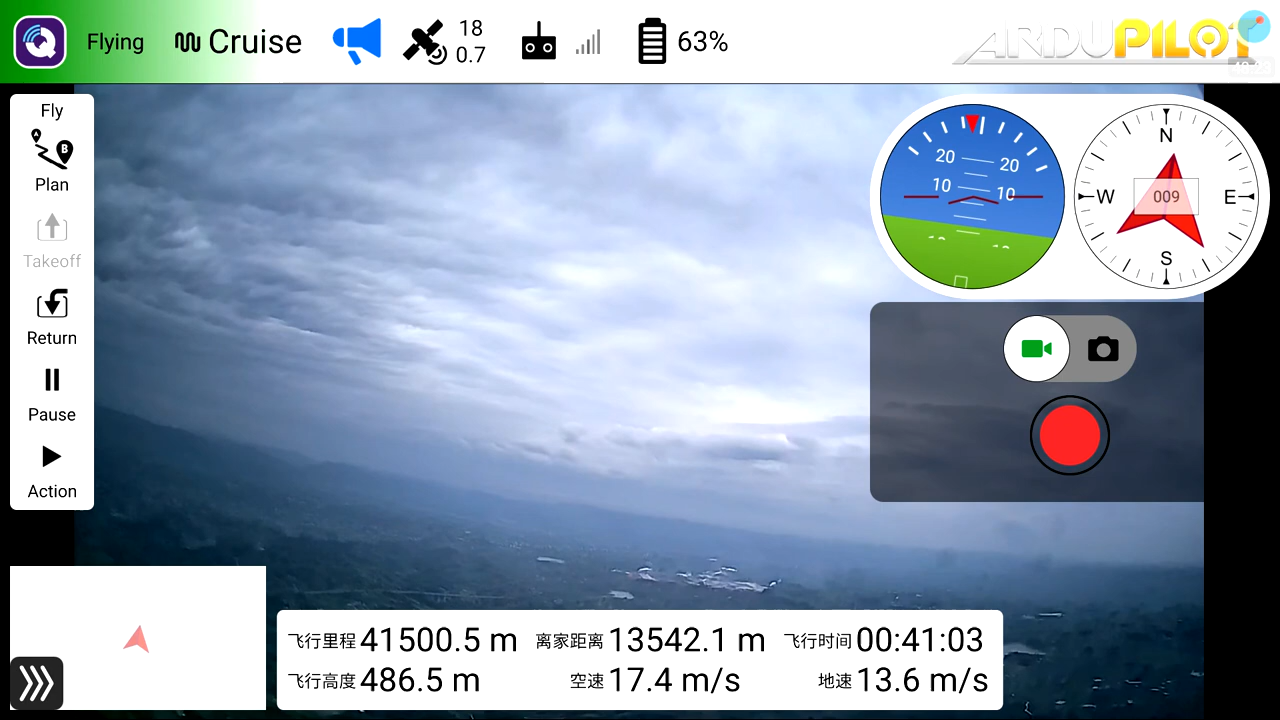 Flying
Cruise
18
0.7
63%
ARDUPILOT
Fly
Plan
Takeoff
Return
Pause
Action
20 20
10 10
N
W 009 E
S
飞行里程 41500.5 m 离家距离 13542.1 m 飞行时间 00:41:03
飞行高度 486.5 m 空速 17.4 m/s 地速 13.6 m/s